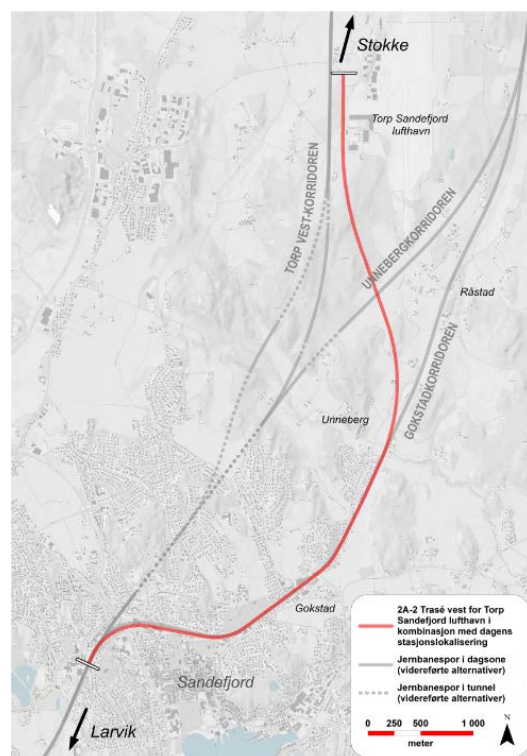 Stokke
Torp Sandefjord
lufthavn
TORP VEST-KORRIDOREN
UNNEBERGKORRIDOREN
Råstad
GOKSTADKORRIDOREN
Unneberg
Gokstad
Sandefjord
Larvik
2A-2 Trasé vest for Torp
Sandefjord lufthavn i
kombinasjon med dagens
stasjonslokalisering
Jernbanespor i dagsone
(videreførte alternativer)
Jernbanespor i tunnel
(videreførte alternativer)
0 250 500 1 000
meter
N